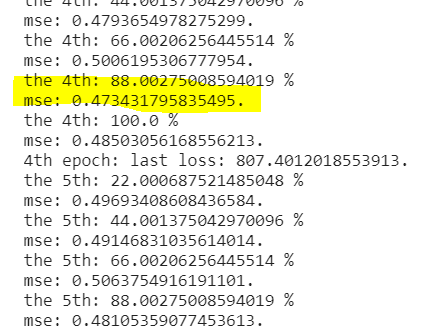 the 4th: 44.001375042970096 %
mse: 0.4793654978275299.
the 4th: 66.00206256445514 %
mse: 0.5006195306777954.
the 4th: 88.00275008594019 %
mse: 0.473431795835495.
the 4th: 100.0 %
mse: 0.48503056168556213.
4th epoch: last loss: 807.4012018553913.
the 5th: 22.000687521485048 %
mse: 0.49693408608436584.
the 5th: 44.001375042970096 %
mse: 0.49146831035614014.
the 5th: 66.00206256445514 %
mse: 0.5063754916191101.
the 5th: 88.00275008594019 %
mse: 0.48105359077453613.